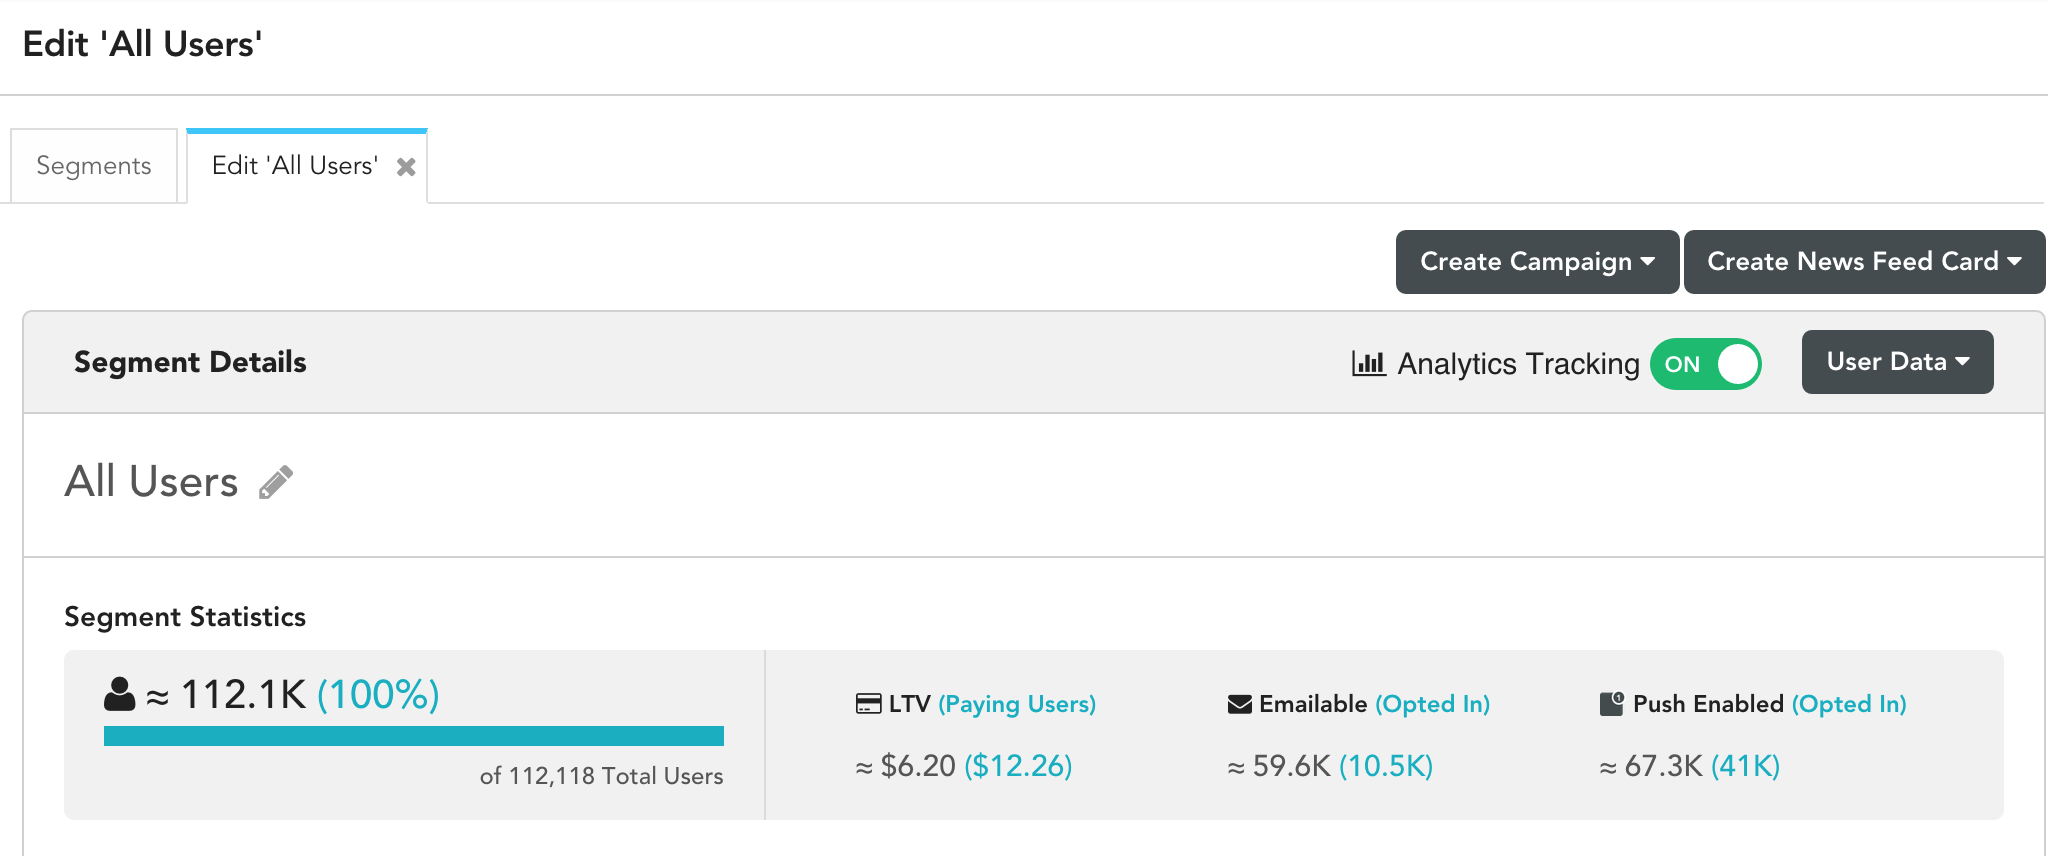 Edit 'All Users'
Segments
Edit 'All Users'
Create Campaign
Create News Feed Card
Segment Details
Analytics Tracking
ON
User Data
All Users
Segment Statistics
≈ 112.1K (100%)
of 112,118 Total Users
LTV (Paying Users)
≈ $6.20 ($12.26)
Emailable (Opted In)
≈ 59.6K (10.5K)
1
Push Enabled (Opted In)
≈ 67.3K (41K)